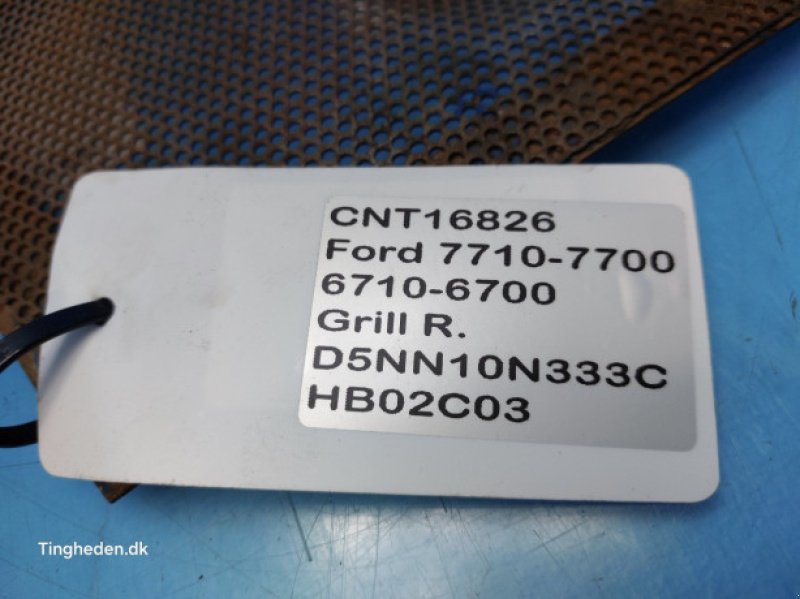 CNT16826
Ford 7710-7700
6710-6700
Grill R.
D5NN10N333C
HB02C03
Tingheden.dk